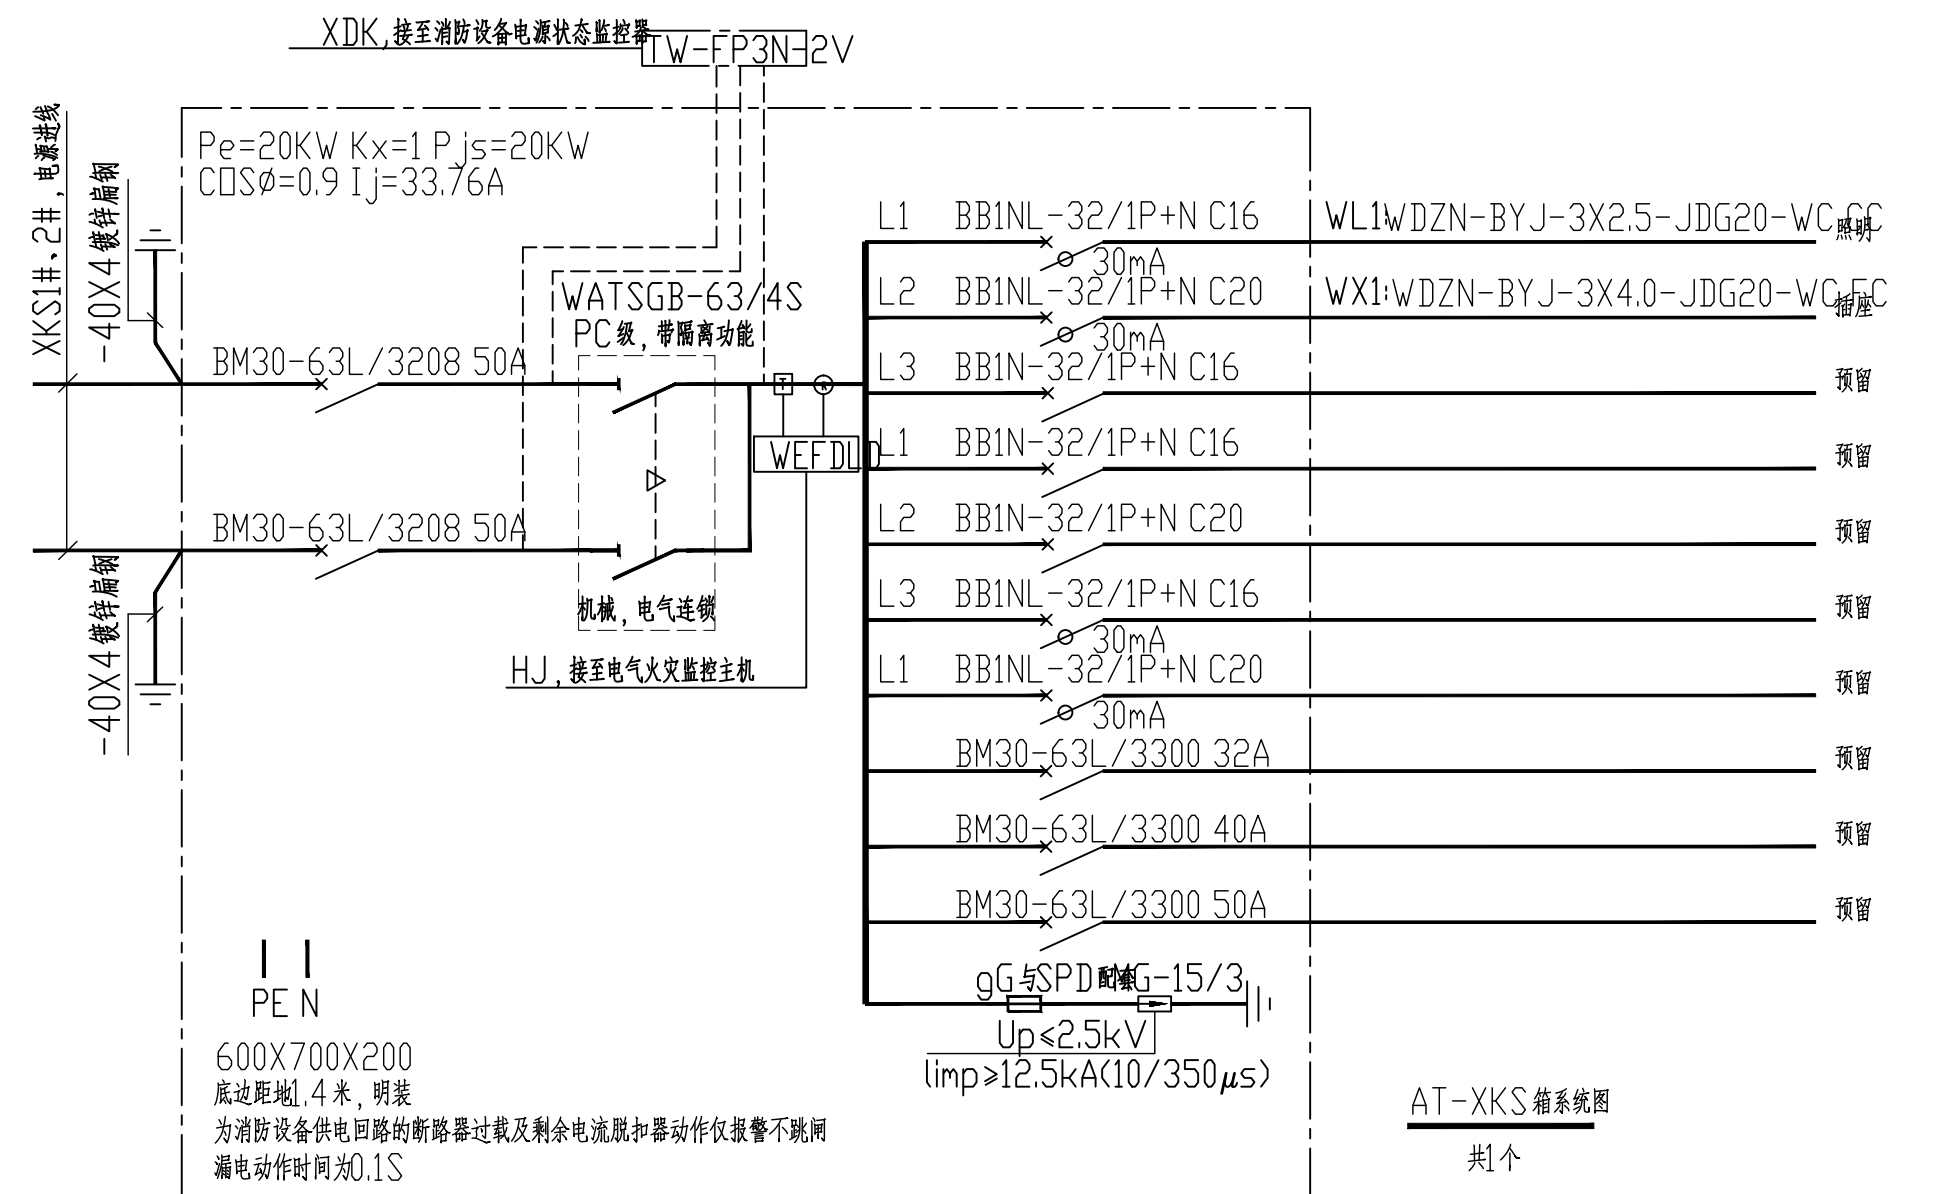 XDK,接至消防设备电源状态监控器
TW-FP3N-2V
XKS1#、2#,电源进线
-40X4镀锌扁钢
Pe=20KW Kx=1 Pjs=20KW
COSØ=0.9 Ij=33.76A
WATSGB-63/4S
PC级,带隔离功能
BM30-63L/3208 50A
BM30-63L/3208 50A
-40X4镀锌扁钢
机械,电气连锁
T
WEFDLD
HJ,接至电气火灾监控主机
L1 BB1NL-32/1P+N C16 WL1:WDZN-BYJ-3X2.5-JDG20-WC,CC 照明
30mA
L2 BB1NL-32/1P+N C20 WX1:WDZN-BYJ-3X4.0-JDG20-WC,FC 插座
30mA
L3 BB1N-32/1P+N C16 预留
L1 BB1N-32/1P+N C16 预留
L2 BB1N-32/1P+N C20 预留
L3 BB1NL-32/1P+N C16 预留
30mA
L1 BB1NL-32/1P+N C20 预留
30mA
BM30-63L/3300 32A 预留
BM30-63L/3300 40A 预留
BM30-63L/3300 50A 预留
gG与SPD配套 MG-15/3
Up≤2.5kV
limp≥12.5kA(10/350μs)
PE N
600X700X200
底边距地1.4米,明装
为消防设备供电回路的断路器过载及剩余电流脱扣器动作仅报警不跳闸
漏电动作时间为0.1S
AT-XKS箱系统图
共1个